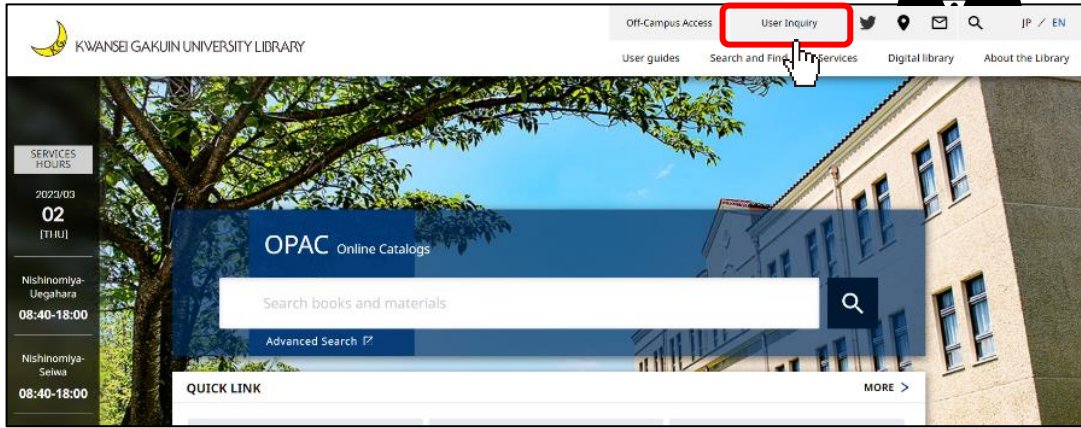 KWANSEI GAKUIN UNIVERSITY LIBRARY
Off-Campus Access User Inquiry JP / EN
User guides Search and Find Services Digital library About the Library
SERVICES
HOURS
2023/03
02
[THU]
Nishinomiya-
Uegahara
08:40-18:00
Nishinomiya-
Seiwa
08:40-18:00
OPAC Online Catalogs
Search books and materials
Advanced Search
QUICK LINK
MORE >